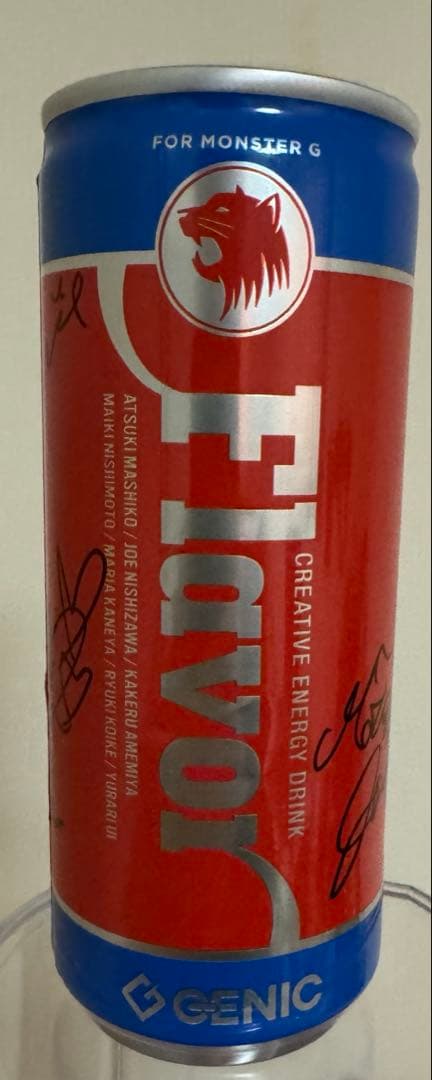 FOR MONSTER G
Flavor
CREATIVE ENERGY DRINK
ATSUKI MASHIKO / JOE NISHIZAWA / KAKERU AMEMIYA
MAIKI NISHIMOTO / MARIA KANEYA / RYUKI KOIKE / YURARI UI
GENIC